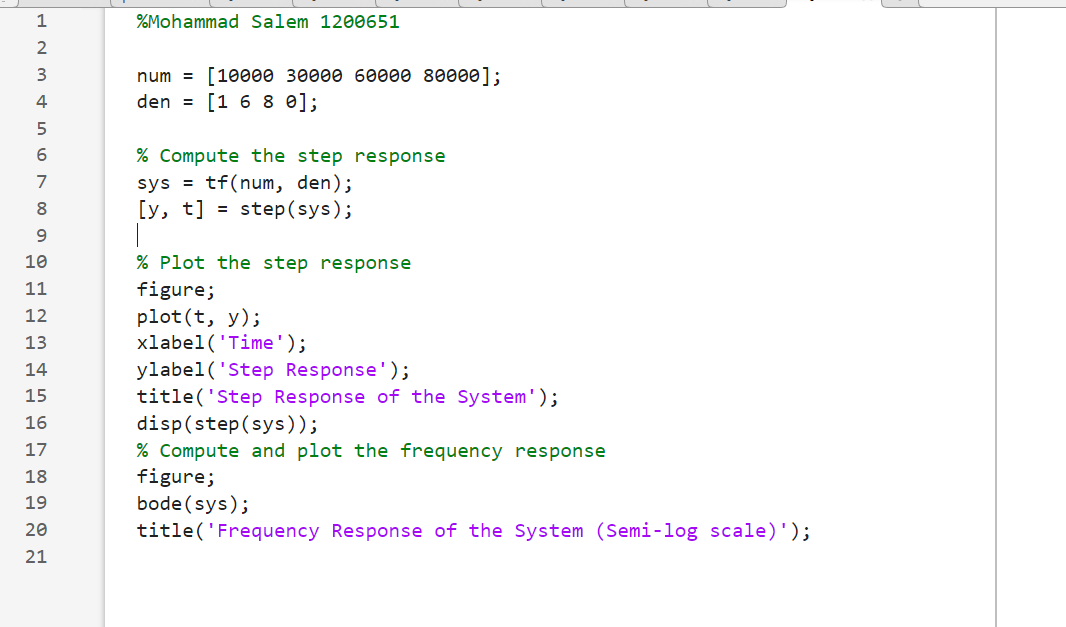 1 %Mohammad Salem 1200651
2
3 num = [10000 30000 60000 80000];
4 den = [1 6 8 0];
5
6 % Compute the step response
7 sys = tf(num, den);
8 [y, t] = step(sys);
9
10 % Plot the step response
11 figure;
12 plot(t, y);
13 xlabel('Time');
14 ylabel('Step Response');
15 title('Step Response of the System');
16 disp(step(sys));
17 % Compute and plot the frequency response
18 figure;
19 bode(sys);
20 title('Frequency Response of the System (Semi-log scale)');
21